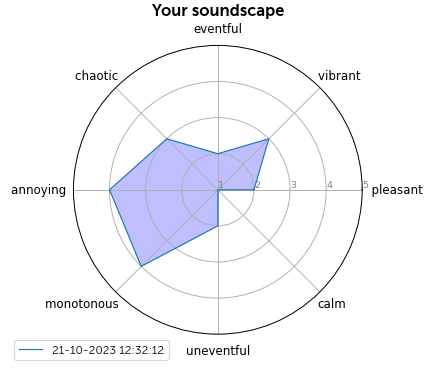 Your soundscape
eventful
chaotic
vibrant
annoying
1
2
3
4
5
pleasant
monotonous
calm
21-10-2023 12:32:12
uneventful